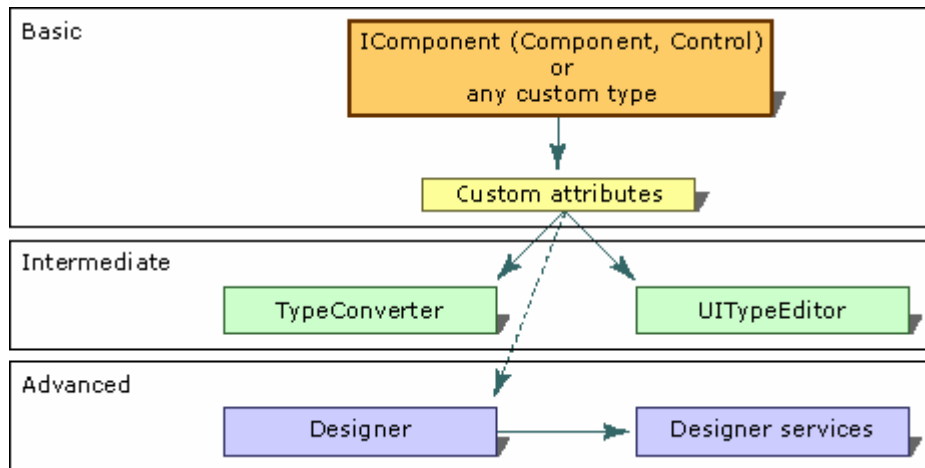 Basic
IComponent (Component, Control)
or
any custom type
Custom attributes
Intermediate
TypeConverter
UITypeEditor
Advanced
Designer
Designer services